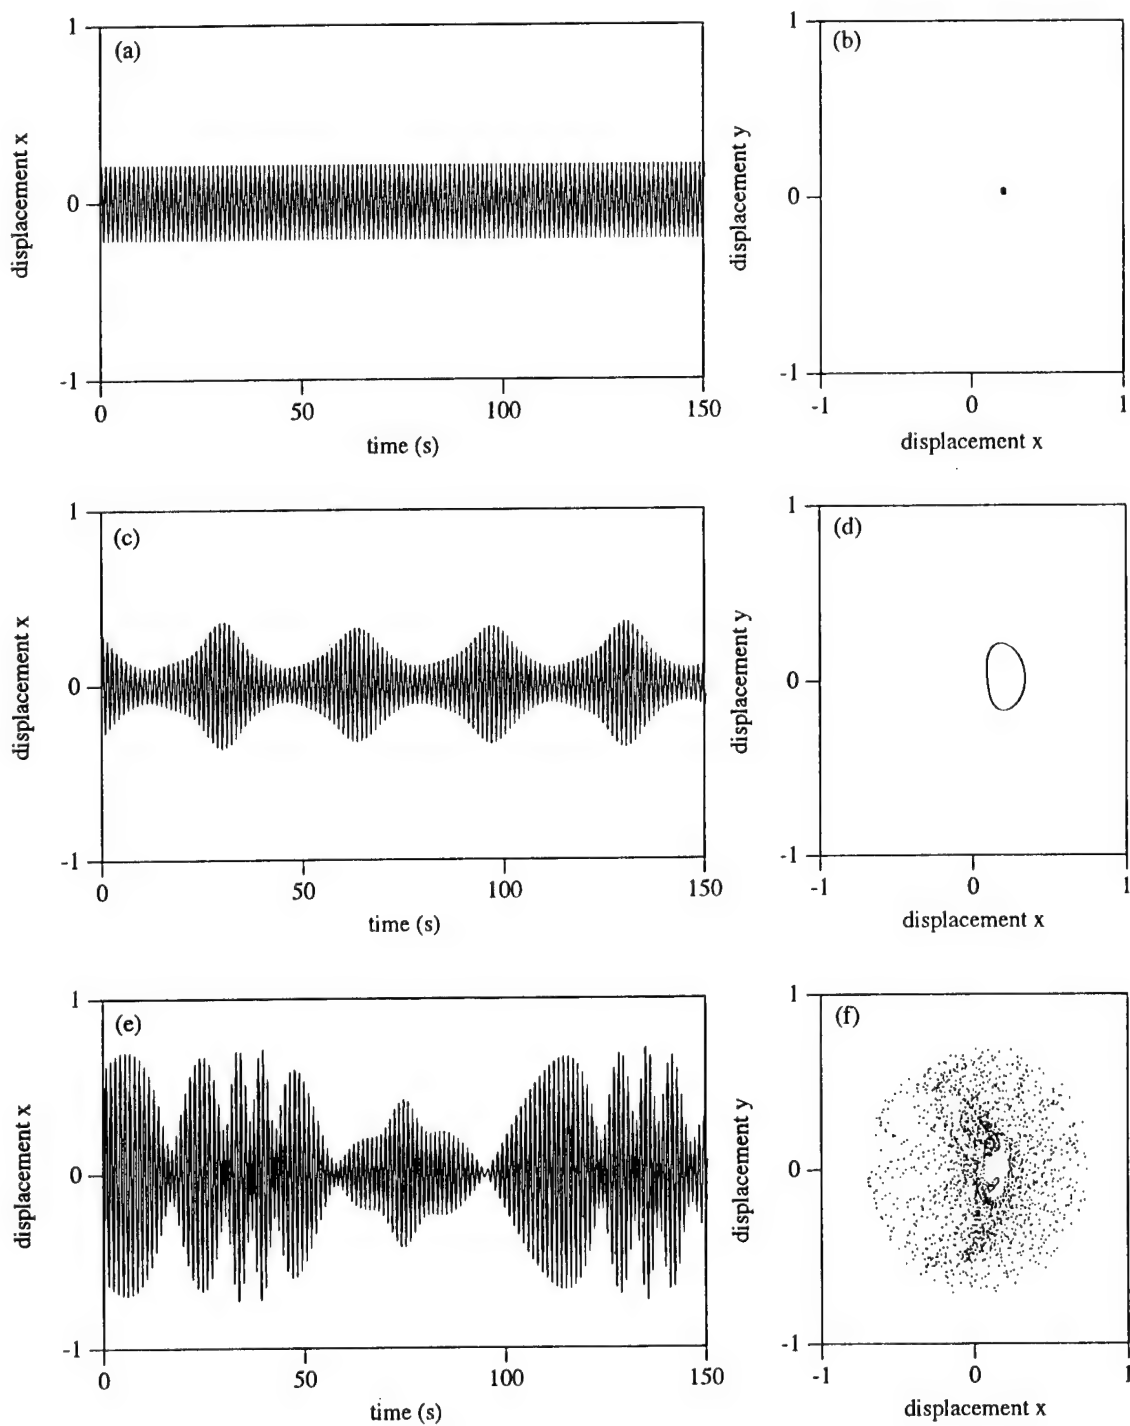 1
(a)
displacement x
0
-1
0
50
100
150
time (s)
1
(b)
displacement y
0
-1
-1
0
1
displacement x
1
(c)
displacement x
0
-1
0
50
100
150
time (s)
1
(d)
displacement y
0
-1
-1
0
1
displacement x
1
(e)
displacement x
0
-1
0
50
100
150
time (s)
1
(f)
displacement y
0
-1
-1
0
1
displacement x